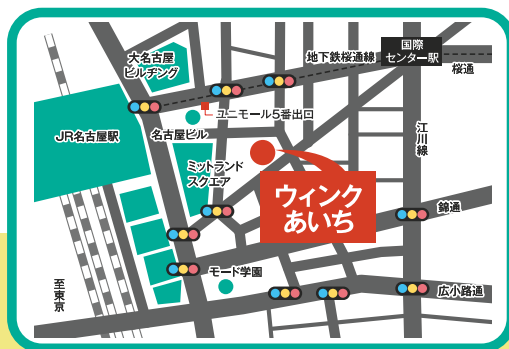 大名古屋
ビルヂング
地下鉄桜通線
国際
センター駅
桜通
ユニモール5番出口
JR名古屋駅
名古屋ビル
江川線
ミットランド
スクエア
ウィンク
あいち
錦通
モード学園
至東京
広小路通